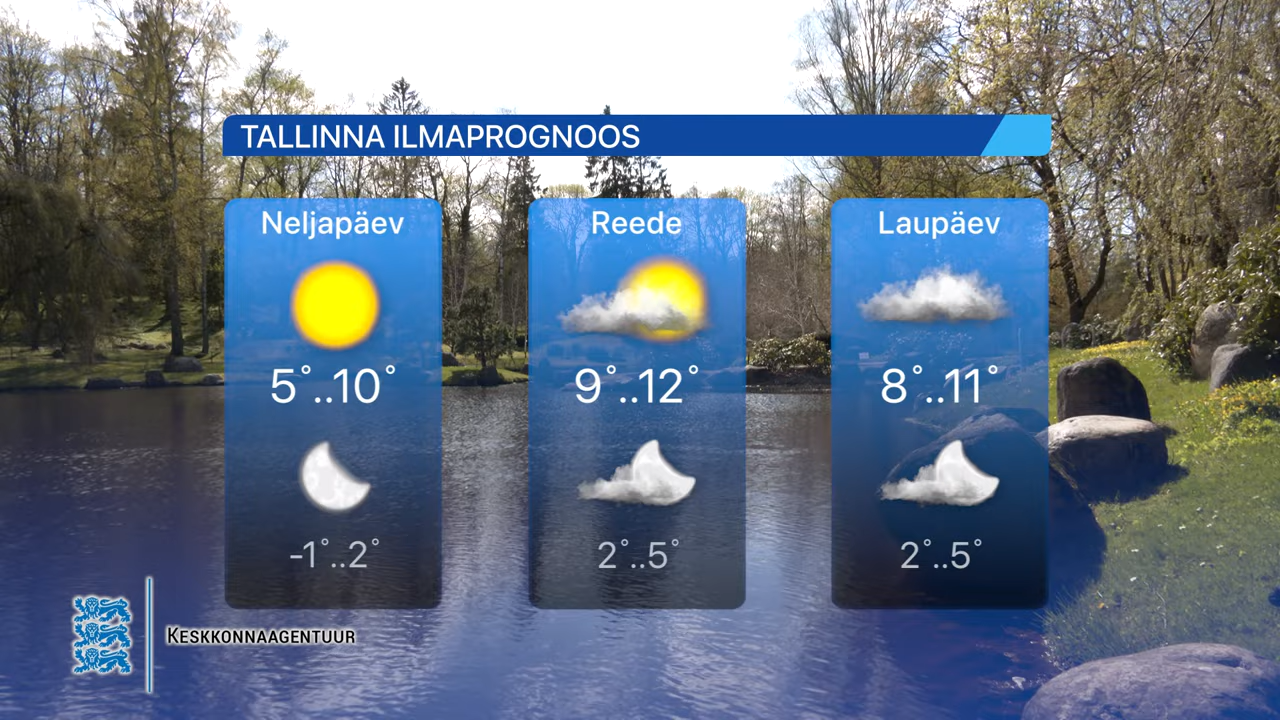 TALLINNA ILMAPROGNOOS
Neljapäev
5°..10°
-1°..2°
Reede
9°..12°
2°..5°
Laupäev
8°..11°
2°..5°
KESKKONNAAGENTUUR